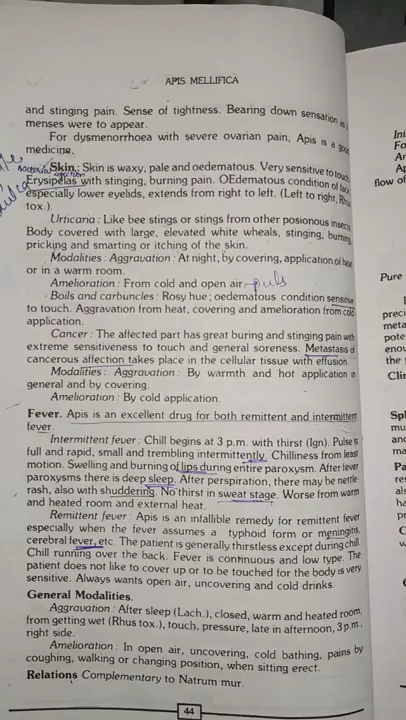 APIS MELLIFICA
and stinging pain. Sense of tightness. Bearing down sensation as
menses were to appear.
For dysmenorrhoea with severe ovarian pain, Apis is a good
medicine.
Skin: Skin is waxy, pale and oedematous. Very sensitive to touch
bacterial infection
Erysipelas with stinging, burning pain. OEdematous condition of face
especially lower eyelids, extends from right to left. (Left to right, Rhus
tox.)
Urticaria: Like bee stings or stings from other posionous insects
Body covered with large, elevated white wheals, stinging, burning
pricking and smarting or itching of the skin.
Modalities: Aggravation: At night, by covering, application of heat
or in a warm room.
Amelioration: From cold and open air. puls
Boils and carbuncles: Rosy hue; oedematous condition sensitive
to touch. Aggravation from heat, covering and amelioration from cold
application.
Cancer: The affected part has great buring and stinging pain with
extreme sensitiveness to touch and general soreness. Metastasis of
cancerous affection takes place in the cellular tissue with effusion.
Modalities: Aggravation: By warmth and hot application in
general and by covering.
Amelioration: By cold application.
Fever. Apis is an excellent drug for both remittent and intermittent
fever.
Intermittent fever: Chill begins at 3 p.m. with thirst (Ign). Pulse is
full and rapid, small and trembling intermittently. Chilliness from least
motion. Swelling and burning of lips during entire paroxysm. After lever
paroxysms there is deep sleep. After perspiration, there may be nettle
rash, also with shuddering. No thirst in sweat stage. Worse from warm
and heated room and external heat.
Remittent fever: Apis is an infallible remedy for remittent fever
especially when the fever assumes a typhoid form or meningitis,
cerebral fever, etc. The patient is generally thirstless except during chill.
Chill running over the back. Fever is continuous and low type. The
patient does not like to cover up or to be touched for the body is very
sensitive. Always wants open air, uncovering and cold drinks.
General Modalities.
Aggravation: After sleep (Lach.), closed, warm and heated room,
from getting wet (Rhus tox.), touch, pressure, late in afternoon, 3 p.m.,
right side.
Amelioration: In open air, uncovering, cold bathing, pains by
coughing, walking or changing position, when sitting erect.
Relations Complementary to Natrum mur.
44
flow of
Pure